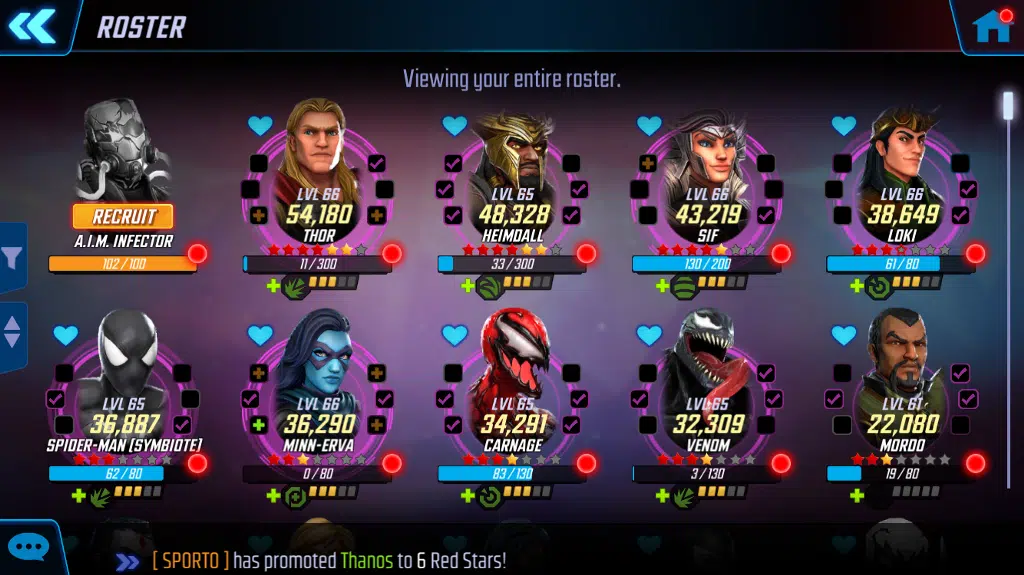 ROSTER
Viewing your entire roster.
RECRUIT
A.I.M. INFECTOR
102 / 100
LVL 66
54,180
THOR
11 / 300
LVL 65
48,328
HEIMDALL
33 / 300
LVL 66
43,219
SIF
130 / 200
LVL 66
38,649
LOKI
61 / 80
LVL 65
36,887
SPIDER-MAN (SYMBIOTE)
62 / 80
LVL 66
36,290
MINN-ERVA
0 / 80
LVL 65
34,291
CARNAGE
83 / 130
LVL 65
32,309
VENOM
3 / 130
LVL 61
22,080
MORDO
19 / 80
[ SPORTO ] has promoted Thanos to 6 Red Stars!